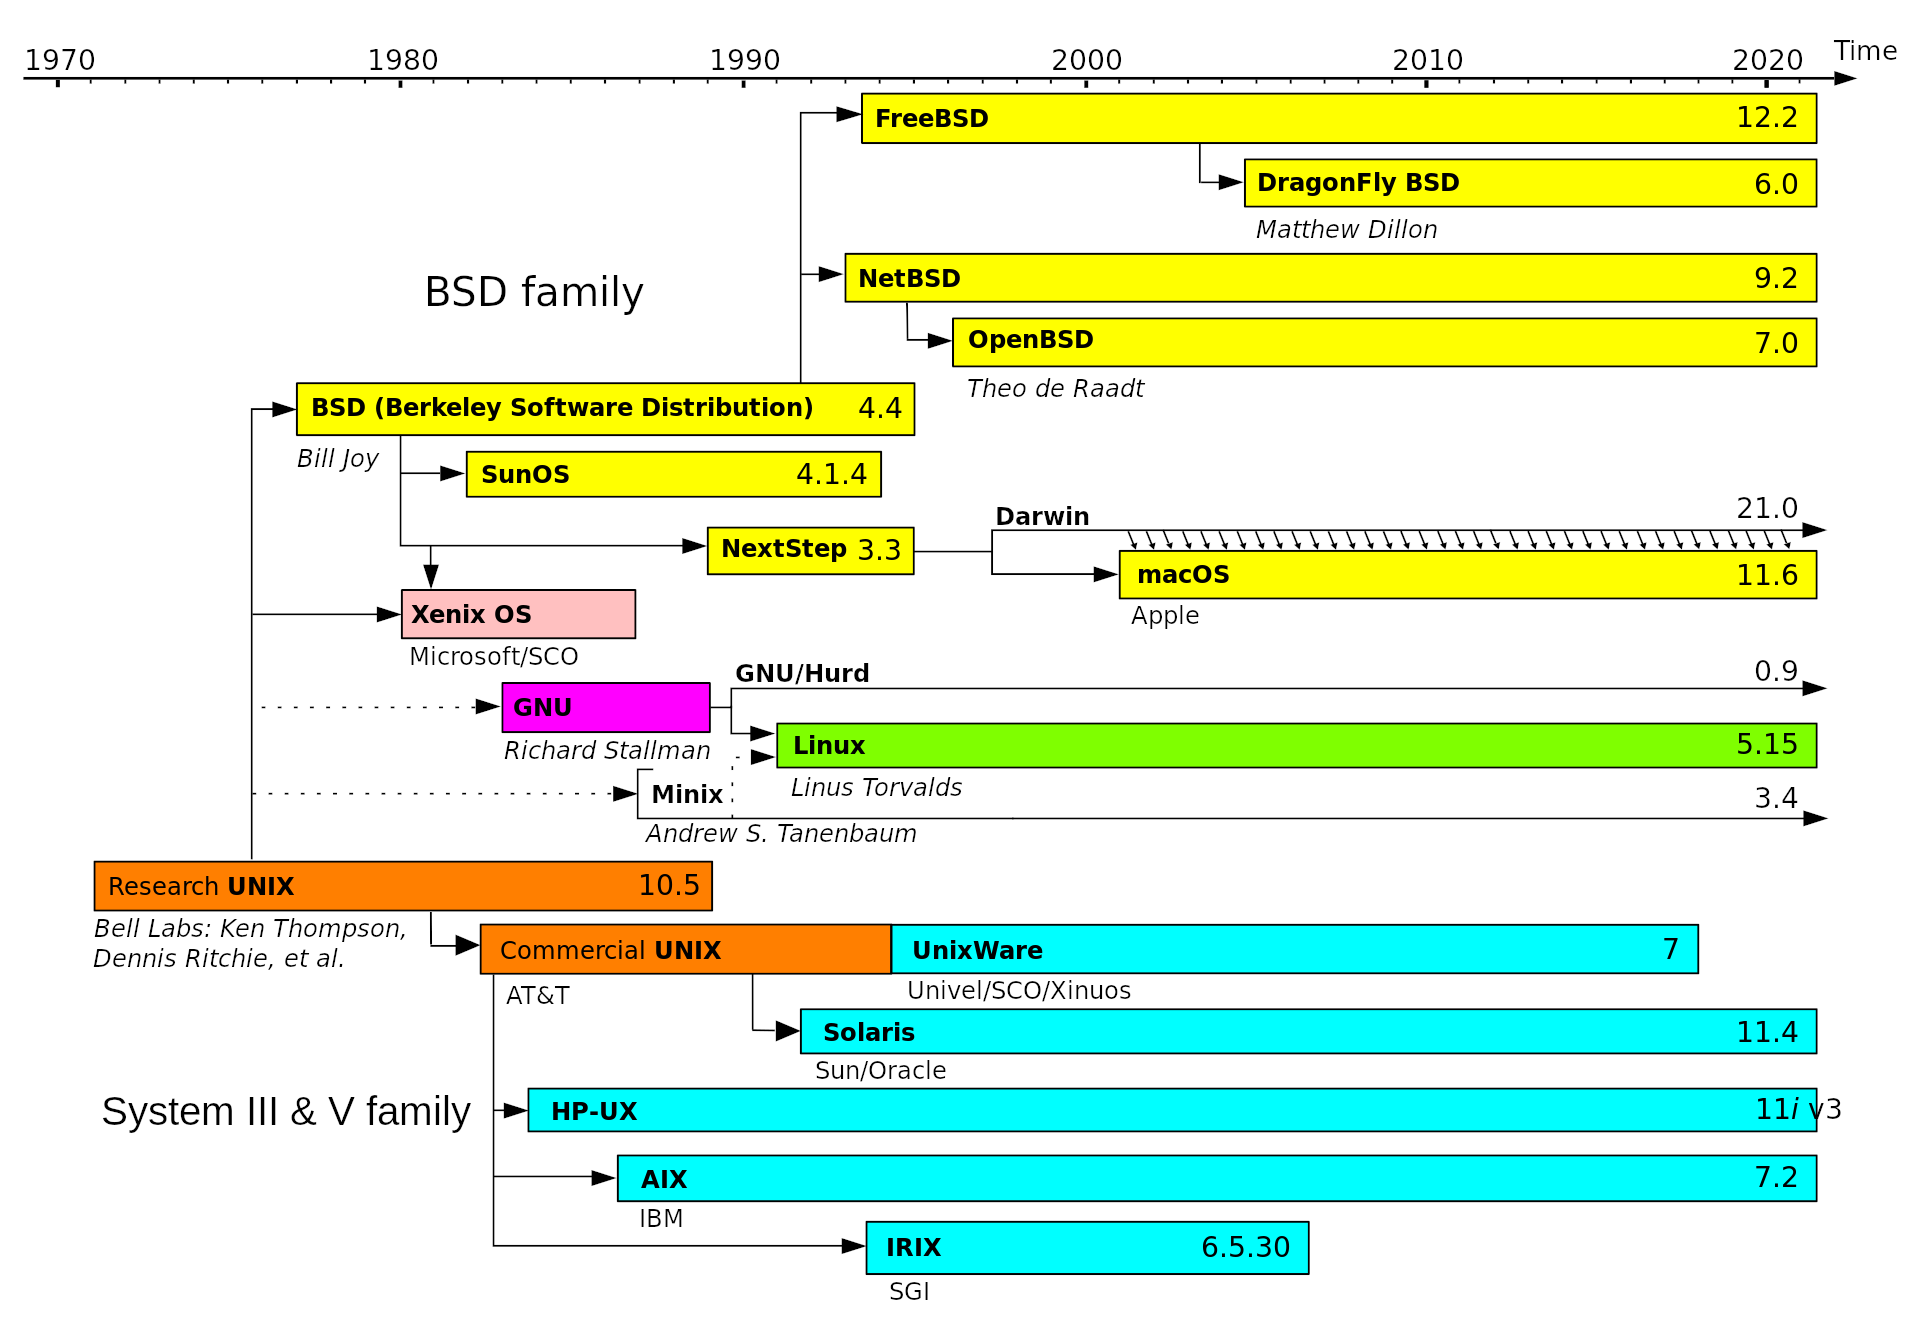 1970 1980 1990 2000 2010 2020 Time
FreeBSD 12.2
DragonFly BSD 6.0
Matthew Dillon
BSD family
NetBSD 9.2
OpenBSD 7.0
Theo de Raadt
BSD (Berkeley Software Distribution) 4.4
Bill Joy
SunOS 4.1.4
Darwin 21.0
NextStep 3.3
macOS 11.6
Apple
Xenix OS
Microsoft/SCO
GNU/Hurd 0.9
GNU
Richard Stallman
Linux 5.15
Linus Torvalds
Minix 3.4
Andrew S. Tanenbaum
Research UNIX 10.5
Bell Labs: Ken Thompson,
Dennis Ritchie, et al.
Commercial UNIX
AT&T
UnixWare 7
Univel/SCO/Xinuos
Solaris 11.4
Sun/Oracle
System III & V family
HP-UX 11i v3
AIX 7.2
IBM
IRIX 6.5.30
SGI